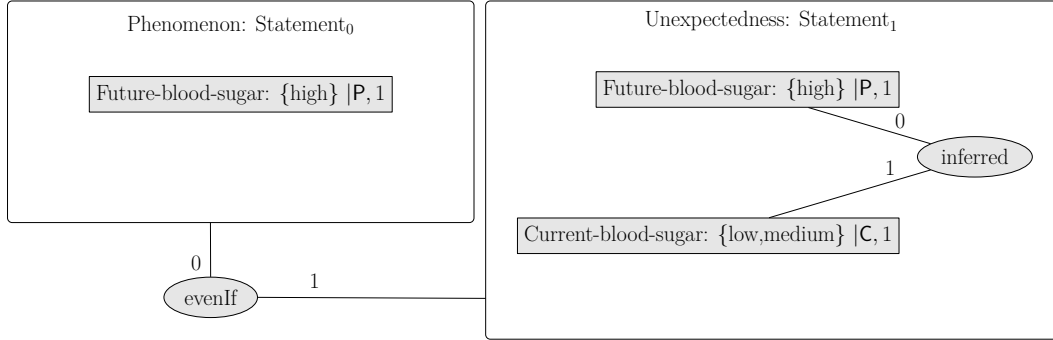 Phenomenon: Statement₀
Future-blood-sugar: {high} |P, 1
0
evenIf
1
Unexpectedness: Statement₁
Future-blood-sugar: {high} |P, 1
0
inferred
1
Current-blood-sugar: {low,medium} |C, 1